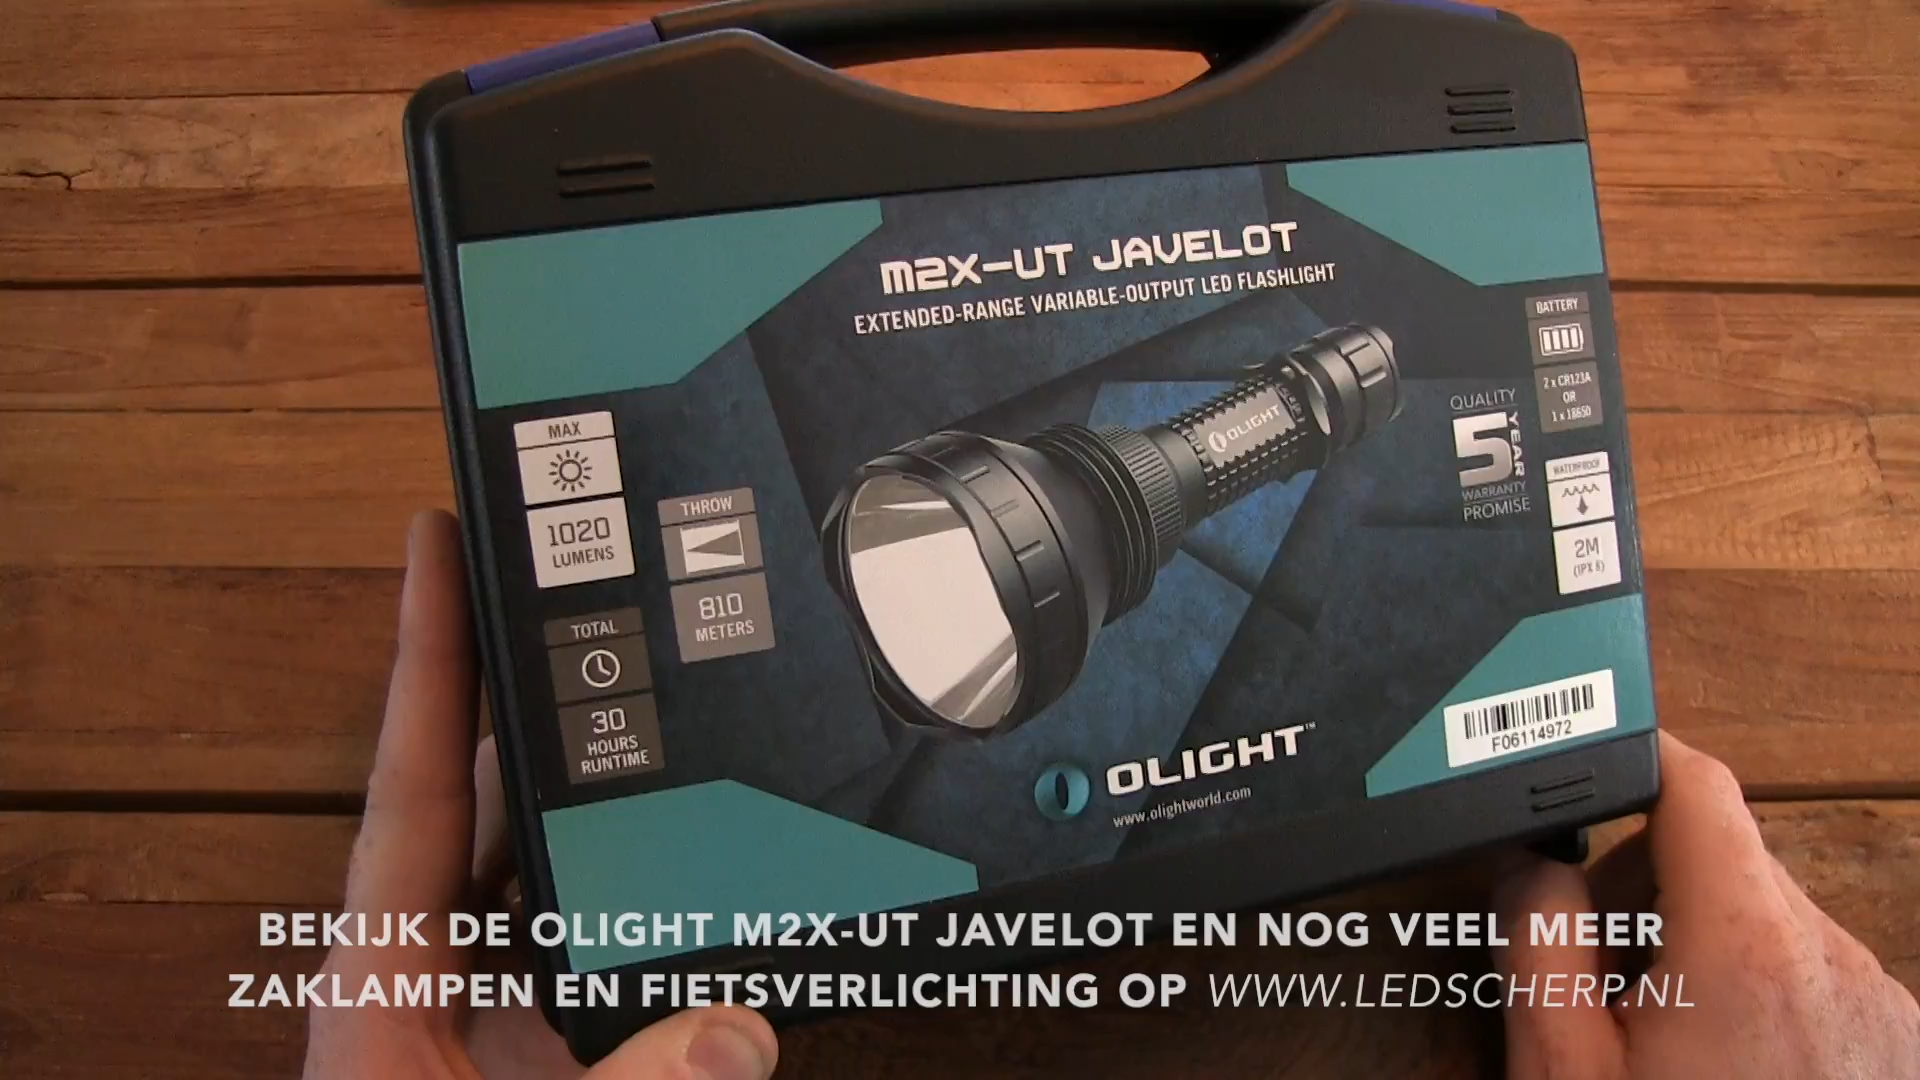 M2X-UT JAVELOT
EXTENDED-RANGE VARIABLE-OUTPUT LED FLASHLIGHT
MAX
1020
LUMENS
THROW
810
METERS
TOTAL
30
HOURS
RUNTIME
OLIGHT
QUALITY
5 YEAR
WARRANTY
PROMISE
BATTERY
2 x CR123A
OR
1 x 18650
WATERPROOF
2M
(IPX 8)
F06114972
OLIGHT™
www.olightworld.com
BEKIJK DE OLIGHT M2X-UT JAVELOT EN NOG VEEL MEER
ZAKLAMPEN EN FIETSVERLICHTING OP WWW.LEDSCHERP.NL